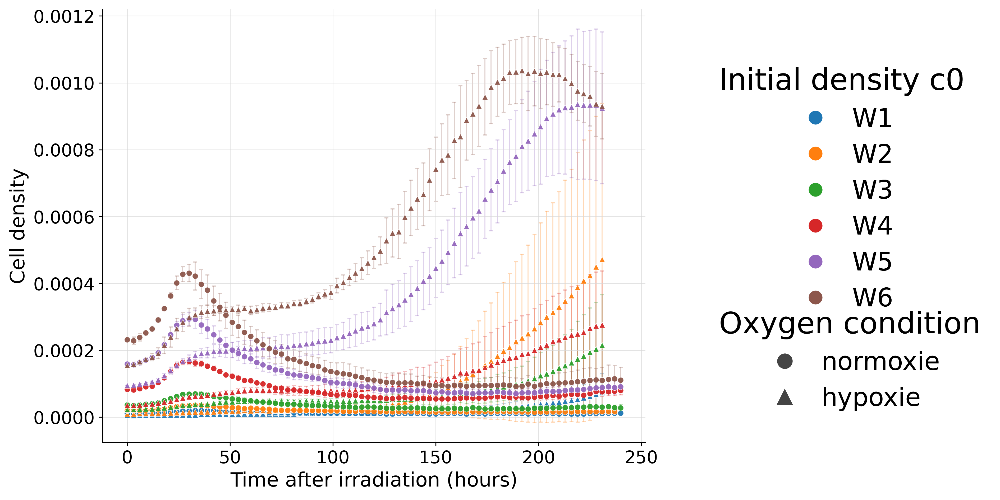 0.0012
0.0010
0.0008
0.0006
0.0004
0.0002
0.0000
Cell density
0
50
100
150
200
250
Time after irradiation (hours)
Initial density c0
W1
W2
W3
W4
W5
W6
Oxygen condition
normoxie
hypoxie